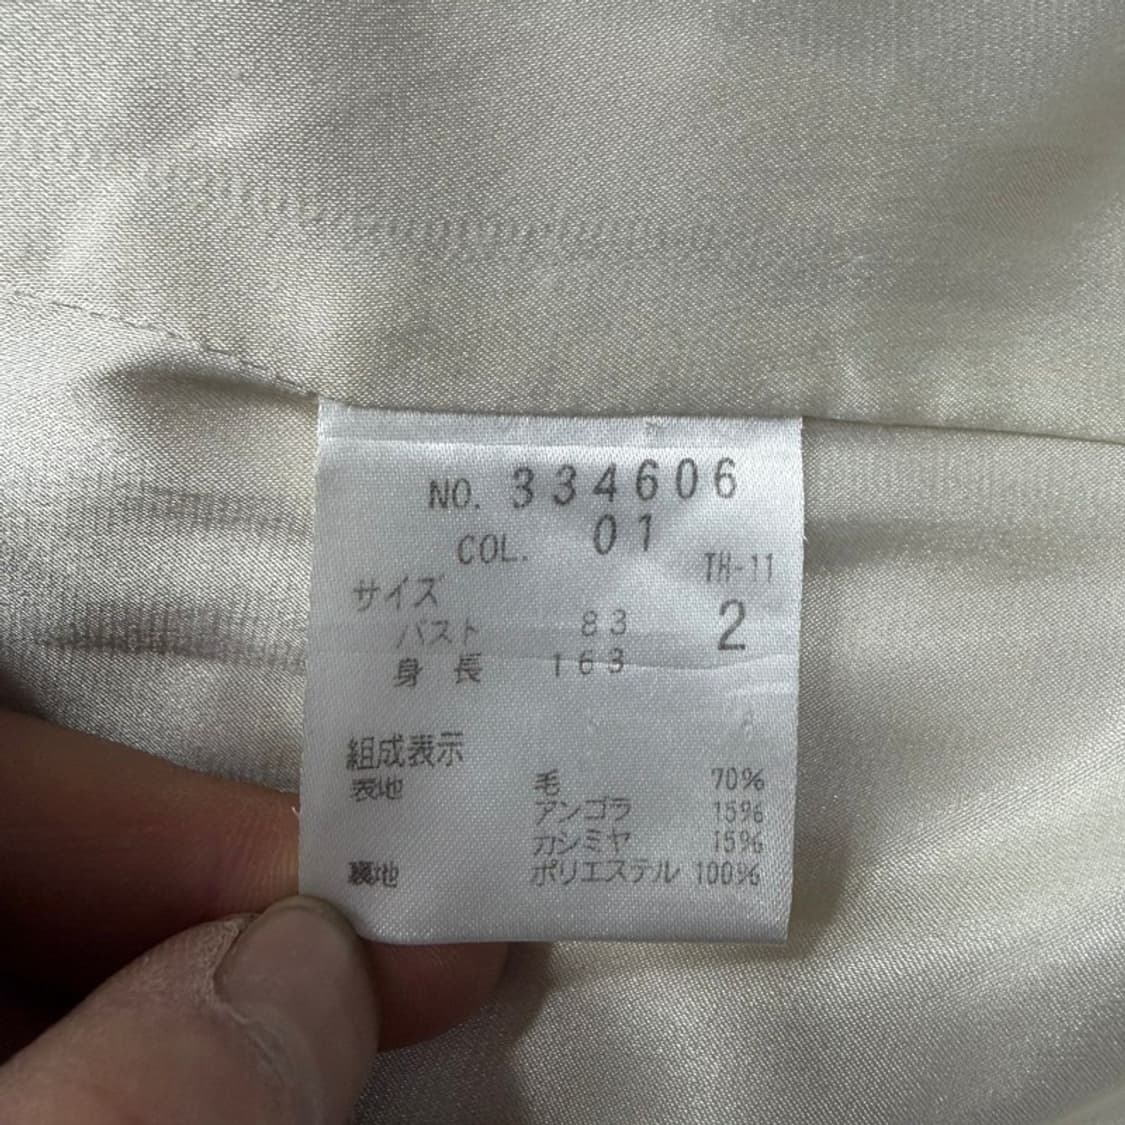 NO. 334606
COL. 01
TH-11
サイズ 2
バスト 83
身長 163
組成表示
表地 毛 70%
アンゴラ 15%
カシミヤ 15%
裏地 ポリエステル 100%